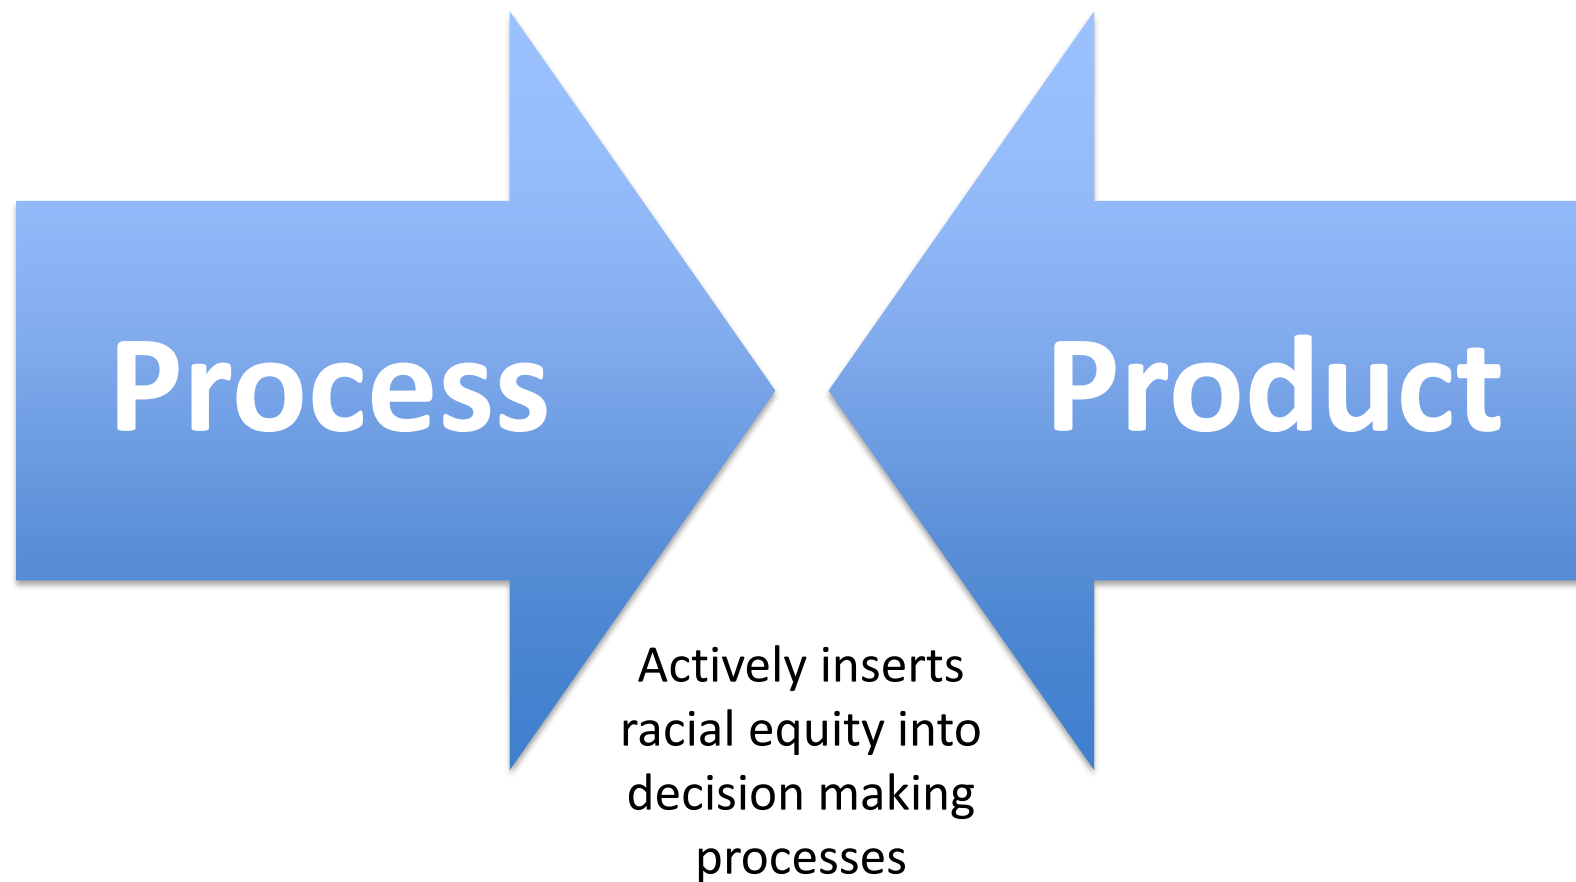 Process
Product
Actively inserts
racial equity into
decision making
processes